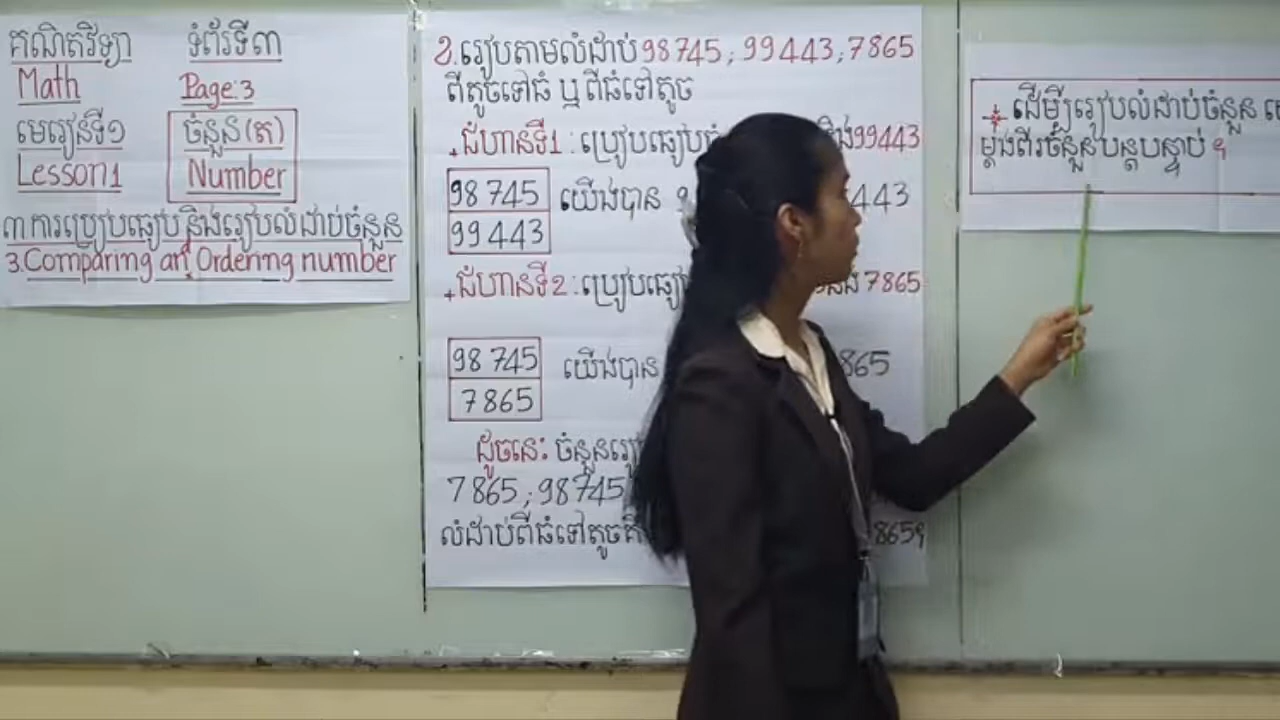 គណិតវិទ្យា ទំព័រទី៣
Math Page:3
មេរៀនទី១ ចំនួន(ត)
Lesson1 Number
៣.ការប្រៀបធៀប និងរៀបលំដាប់ចំនួន
3.Comparing an Ordering number
2.រៀបតាមលំដាប់ 98745 ; 99443 ; 7865
ពីតូចទៅធំ ឬ ពីធំទៅតូច
+ជំហានទី1 : ប្រៀបធៀប 99443
98 745 យើងបាន 443
99 443
+ជំហានទី2 : ប្រៀបធៀប 7865
98 745 យើងបាន 865
7 865
ដូចនេះ ចំនួនរៀប
7 865 ; 98 745
លំដាប់ពីធំទៅតូចគឺ 865។
+ ដើម្បីរៀបលំដាប់ចំនួន
ម្តងពីរចំនួនបន្តបន្ទាប់ ។